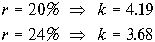 r = 20% ⇒ k = 4.19
r = 24% ⇒ k = 3.68